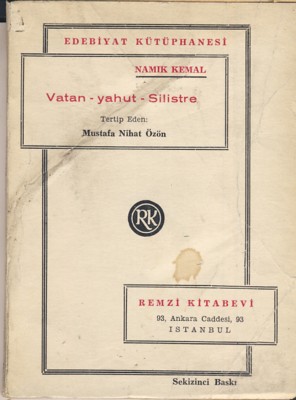 EDEBİYAT KÜTÜPHANESİ
NAMIK KEMAL
Vatan - yahut - Silistre
Tertip Eden:
Mustafa Nihat Özön
RK
REMZİ KİTABEVİ
93, Ankara Caddesi, 93
ISTANBUL
Sekizinci Baskı